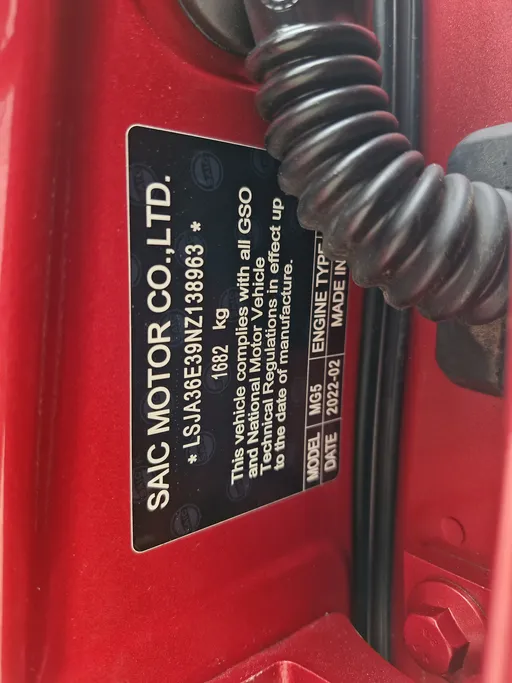 SAIC MOTOR CO.,LTD.
* LSJA36E39NZ138963 *
1682 kg
This vehicle complies with all GSO
and National Motor Vehicle
Technical Regulations in effect up
to the date of manufacture.
MODEL MG5 ENGINE TYPE
DATE 2022-02 MADE IN